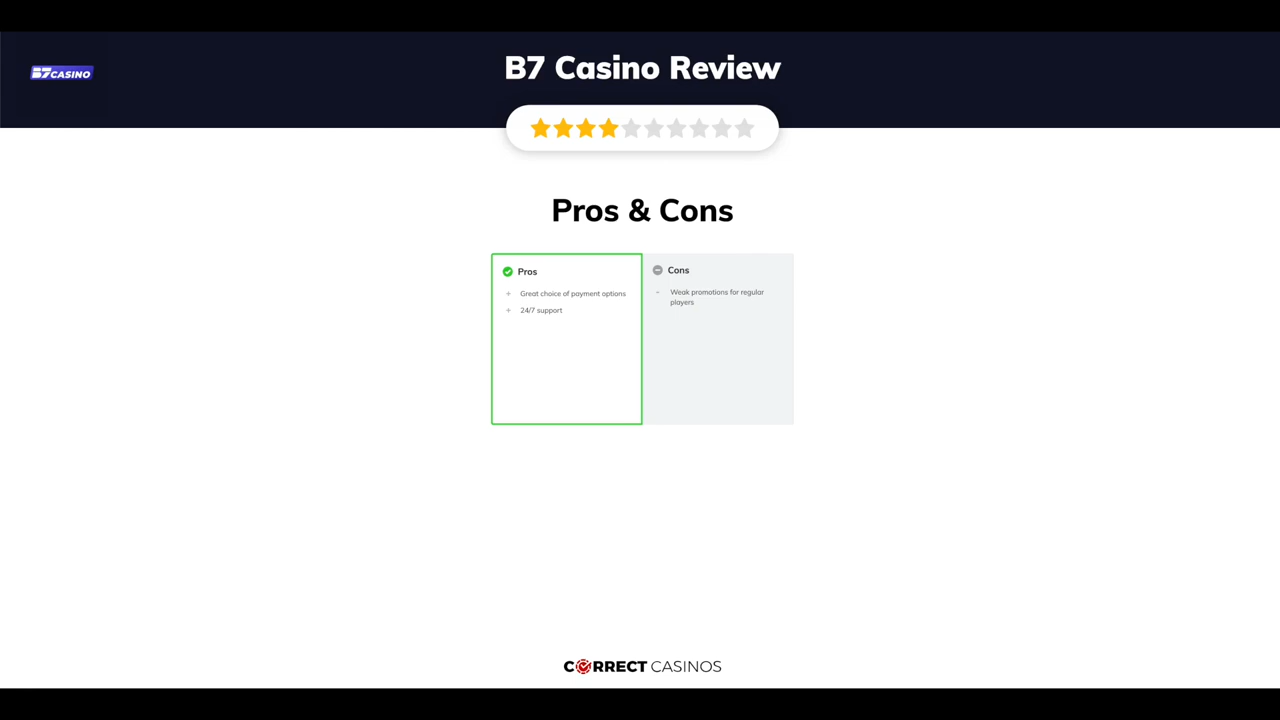 B7CASINO
B7 Casino Review
Pros & Cons
Pros
+ Great choice of payment options
+ 24/7 support
Cons
- Weak promotions for regular
players
CORRECT CASINOS